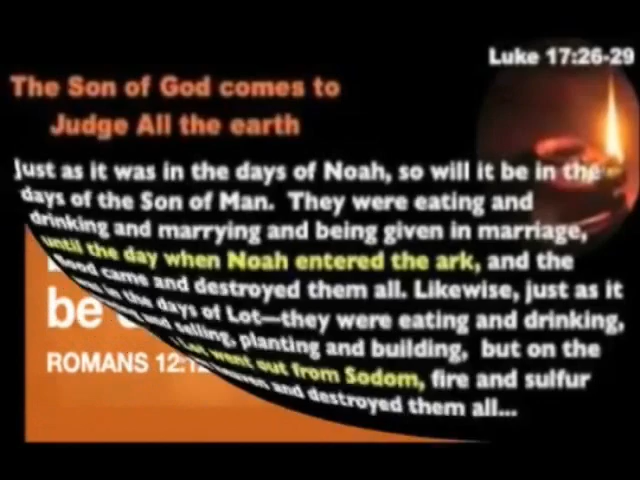 Luke 17:26-29
The Son of God comes to
Judge All the earth
Just as it was in the days of Noah, so will it be in the
days of the Son of Man. They were eating and
drinking and marrying and being given in marriage,
until the day when Noah entered the ark, and the
flood came and destroyed them all. Likewise, just as it
in the days of Lot—they were eating and drinking,
and selling, planting and building, but on the
Lot went out from Sodom, fire and sulfur
heaven and destroyed them all...
be
ROMANS 12:12